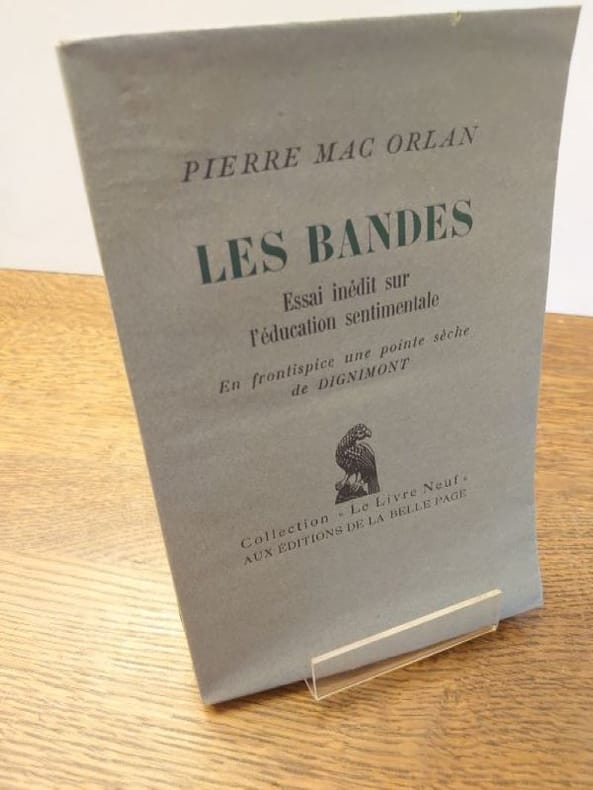 PIERRE MAC ORLAN
LES BANDES
Essai inédit sur
l'éducation sentimentale
En frontispice une pointe sèche
de DIGNIMONT
Collection « Le Livre Neuf »
AUX ÉDITIONS DE LA BELLE PAGE